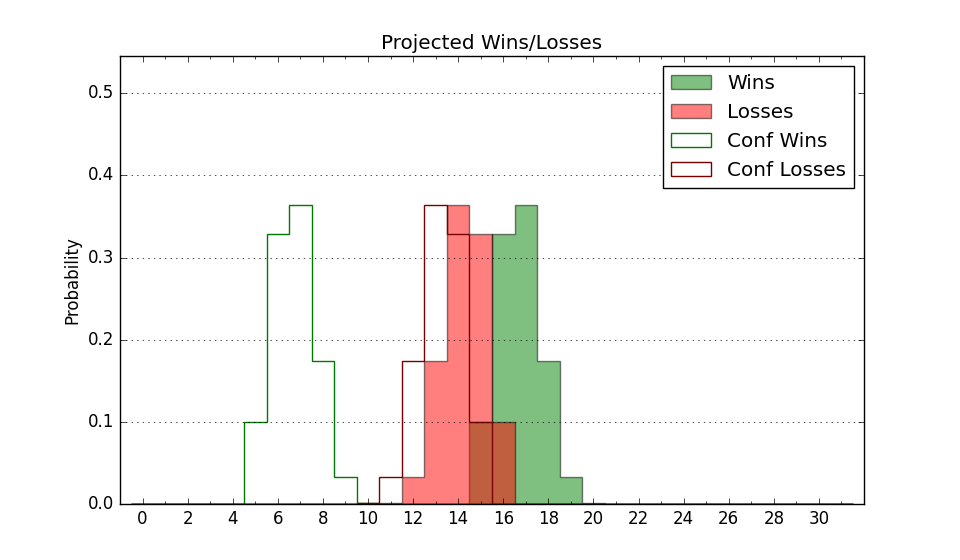 Projected Wins/Losses
Wins
Losses
Conf Wins
Conf Losses
Probability
0.5
0.4
0.3
0.2
0.1
0.0
0 2 4 6 8 10 12 14 16 18 20 22 24 26 28 30